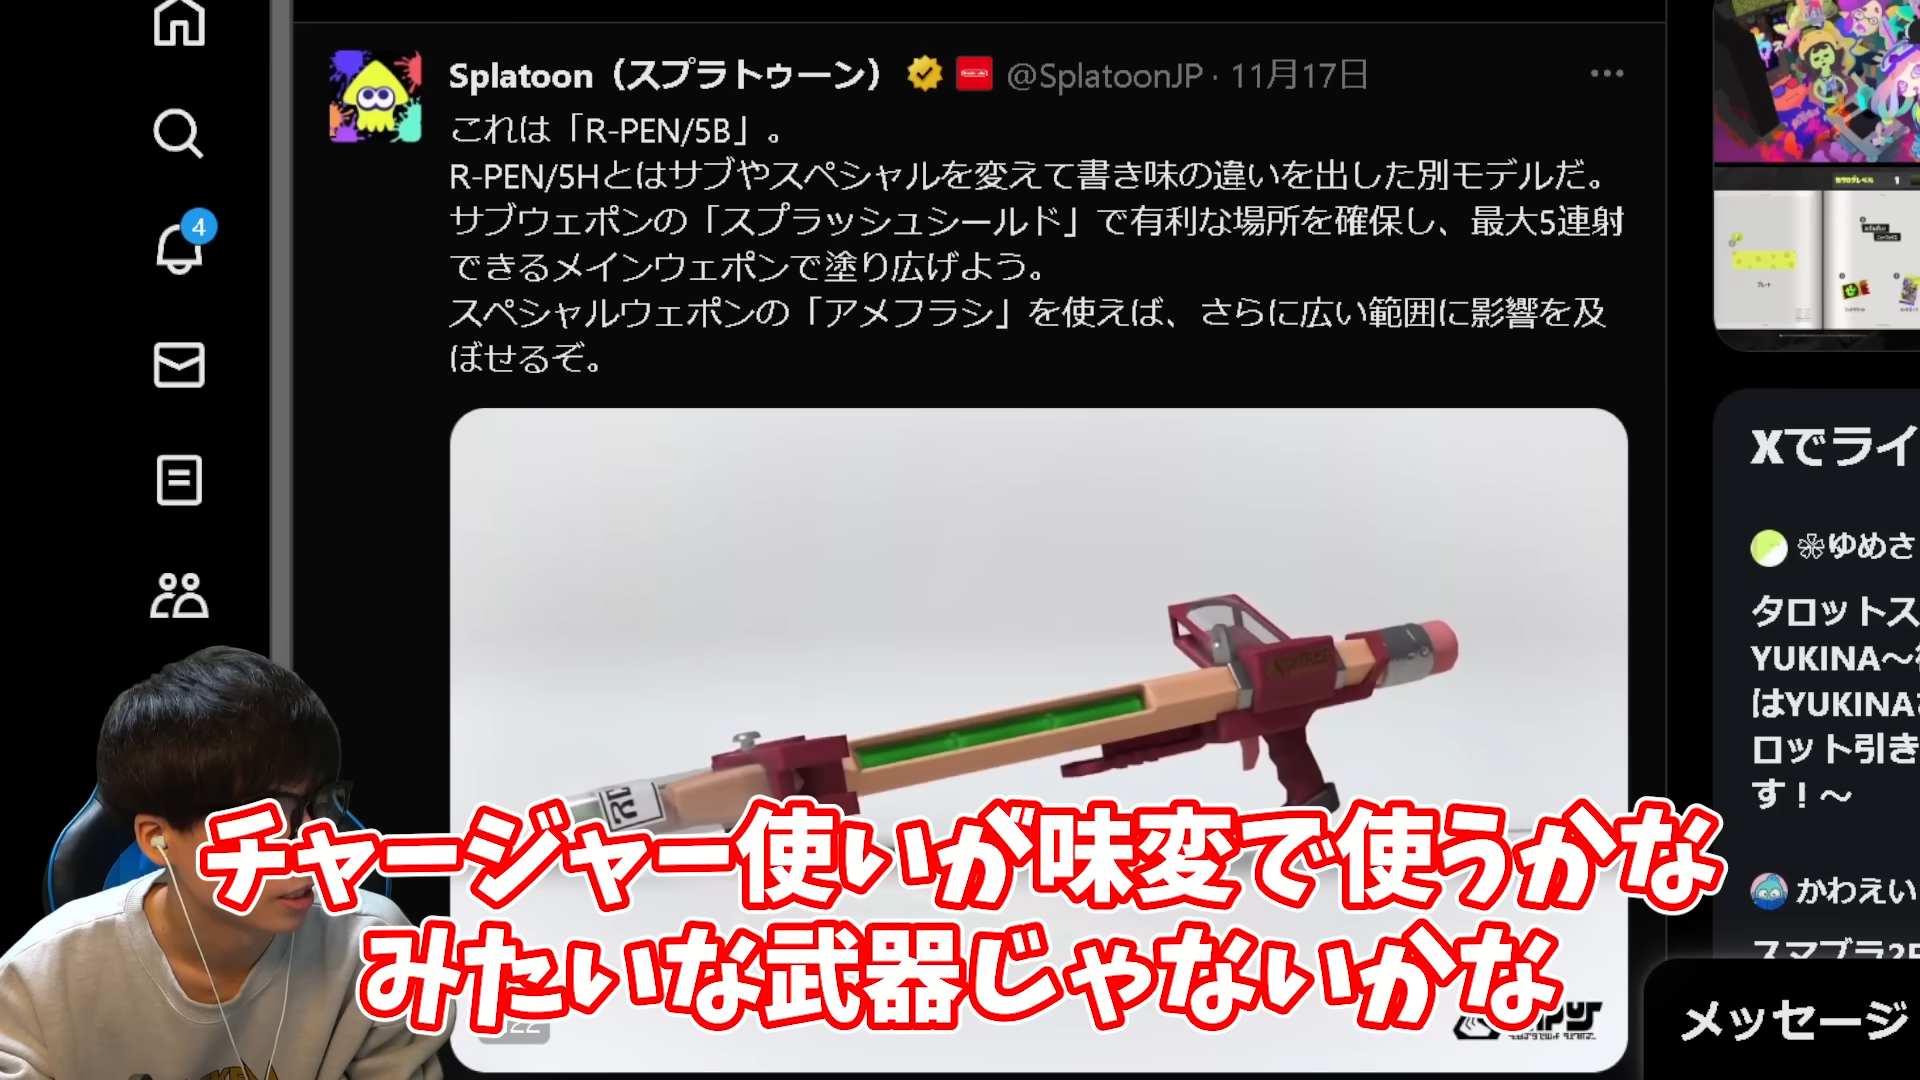 Splatoon（スプラトゥーン） @SplatoonJP · 11月17日
これは「R-PEN/5B」。
R-PEN/5Hとはサブやスペシャルを変えて書き味の違いを出した別モデルだ。
サブウェポンの「スプラッシュシールド」で有利な場所を確保し、最大5連射
できるメインウェポンで塗り広げよう。
スペシャルウェポンの「アメフラシ」を使えば、さらに広い範囲に影響を及
ぼせるぞ。
4
チャージャー使いが味変で使うかな
みたいな武器じゃないかな
Xでライ
ゆめさ
タロットス
YUKINA〜
はYUKINA
ロット引き
す！〜
かわえい
スマブラ
メッセージ